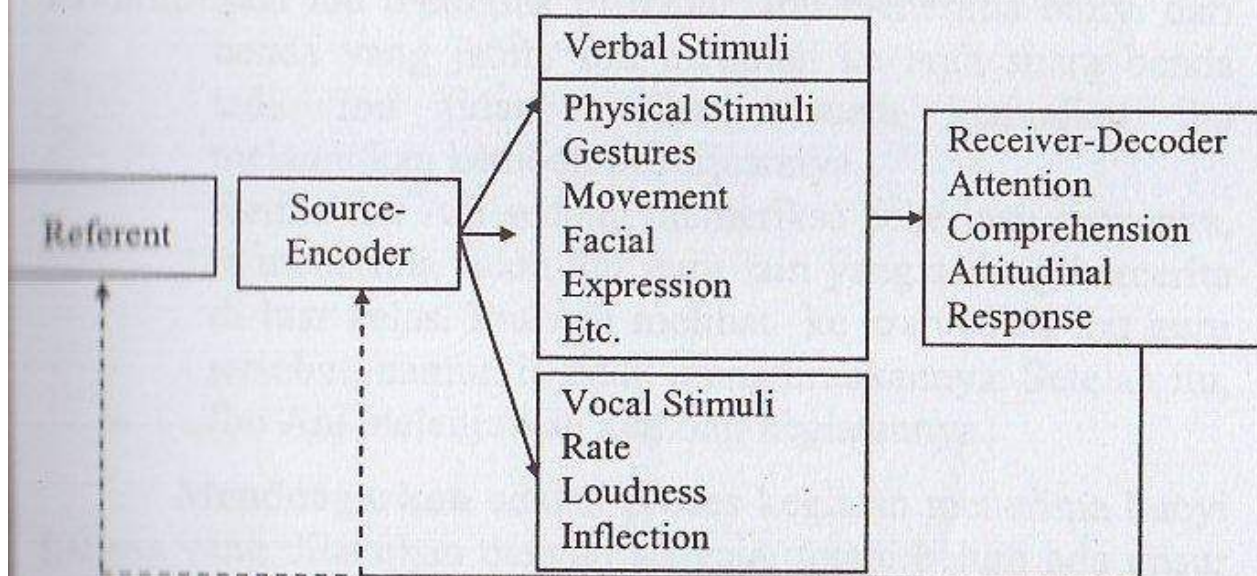 Referent
Source-
Encoder
Verbal Stimuli
Physical Stimuli
Gestures
Movement
Facial
Expression
Etc.
Vocal Stimuli
Rate
Loudness
Inflection
Receiver-Decoder
Attention
Comprehension
Attitudinal
Response